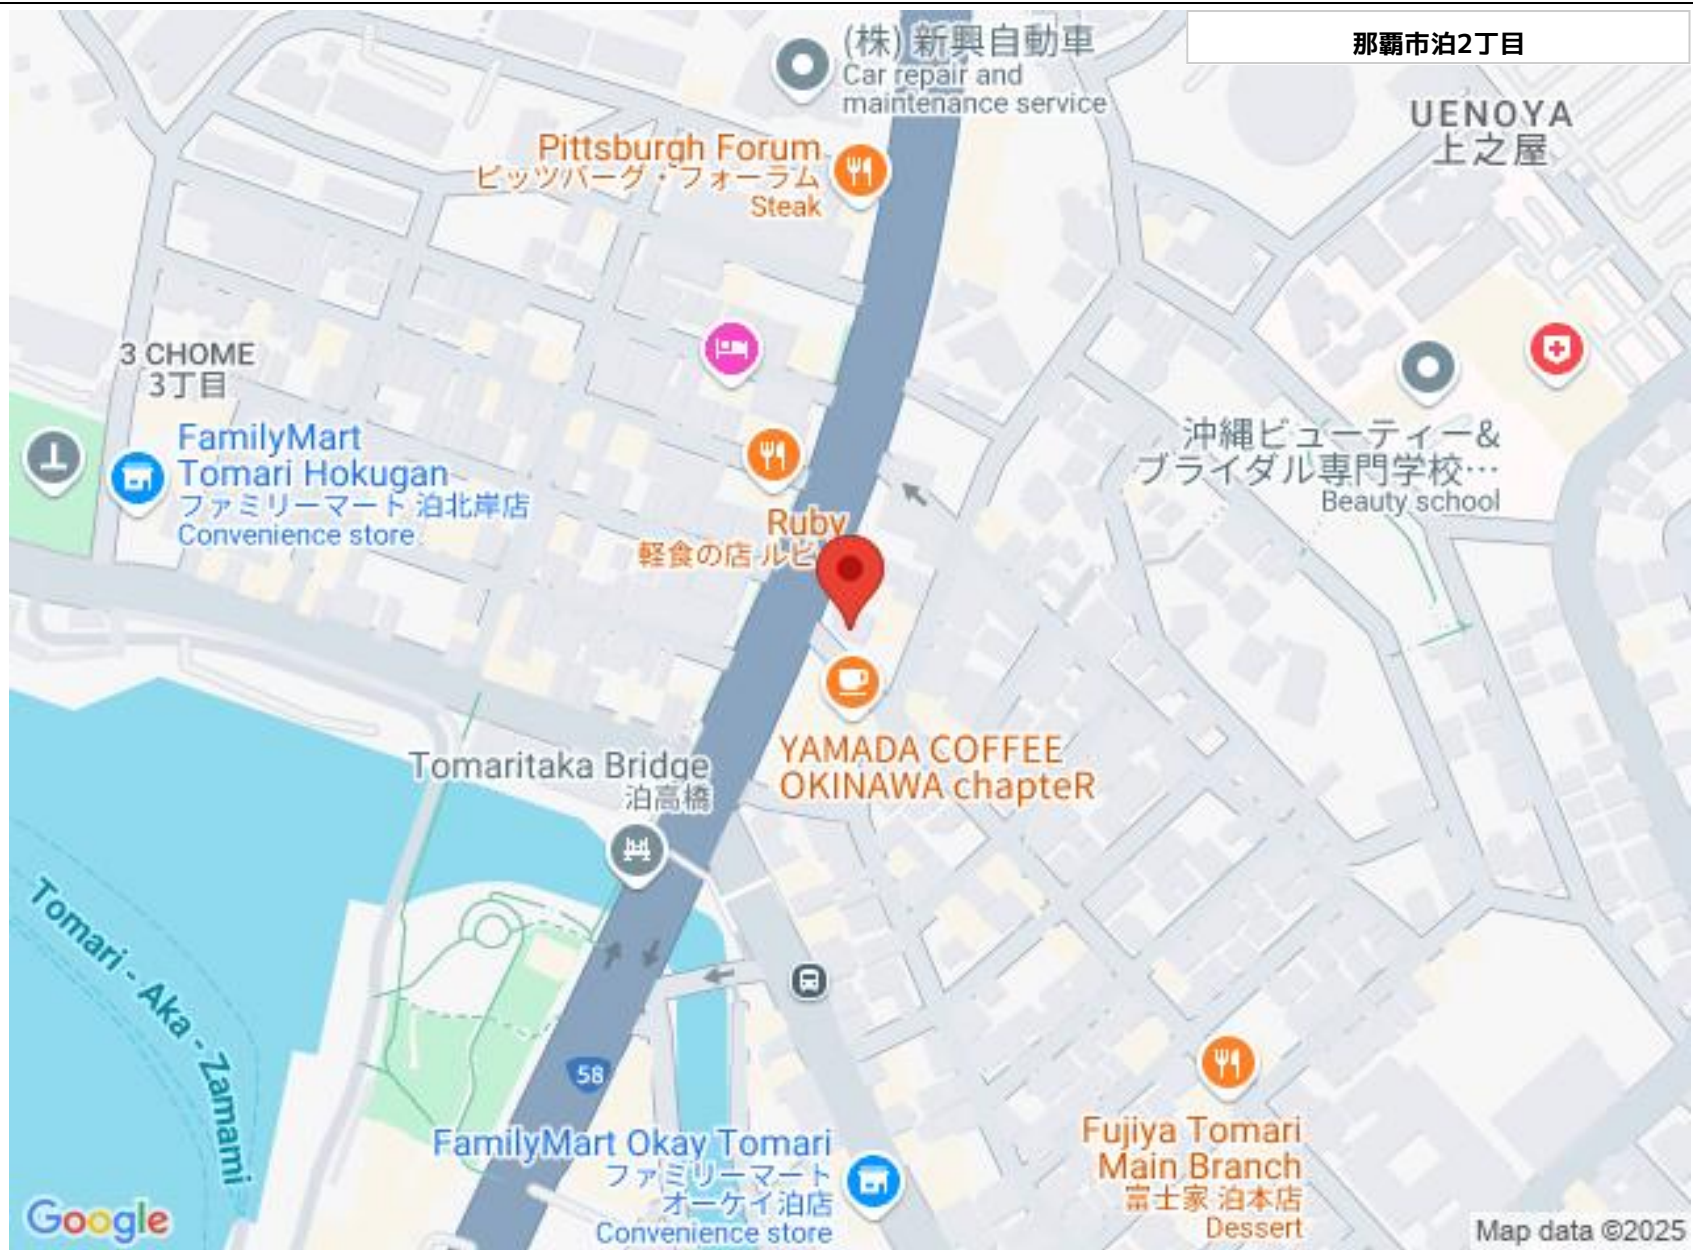 那覇市泊2丁目
(株) 新興自動車
Car repair and
maintenance service
UENOYA
上之屋
Pittsburgh Forum
ピッツバーグ・フォーラム
Steak
3 CHOME
3丁目
FamilyMart
Tomari Hokugan
ファミリーマート 泊北岸店
Convenience store
沖縄ビューティー&
ブライダル専門学校…
Beauty school
Ruby
軽食の店 ルビ
YAMADA COFFEE
OKINAWA chapteR
Tomaritaka Bridge
泊高橋
Tomari - Aka - Zamami
58
FamilyMart Okay Tomari
ファミリーマート
オーケイ泊店
Convenience store
Fujiya Tomari
Main Branch
富士家 泊本店
Dessert
Google
Map data ©2025